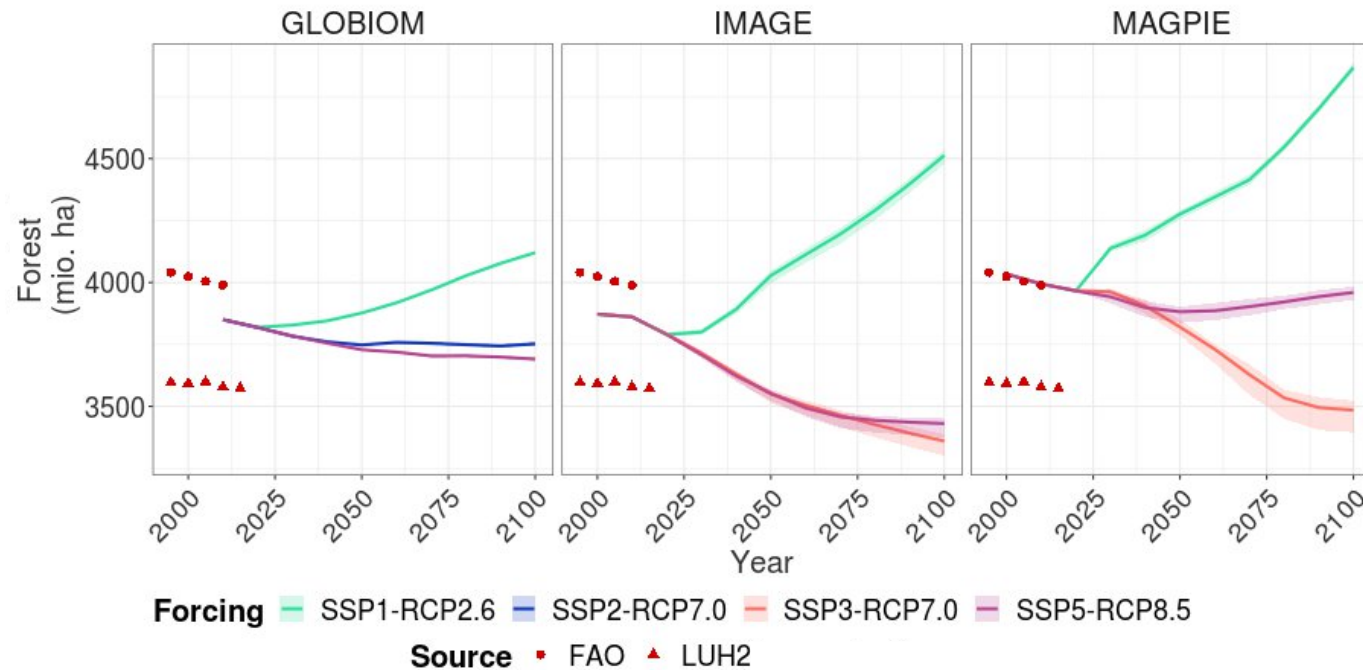 GLOBIOM IMAGE MAGPIE
Forest
(mio. ha)
4500
4000
3500
2000 2025 2050 2075 2100 2000 2025 2050 2075 2100 2000 2025 2050 2075 2100
Year
Forcing SSP1-RCP2.6 SSP2-RCP7.0 SSP3-RCP7.0 SSP5-RCP8.5
Source FAO LUH2